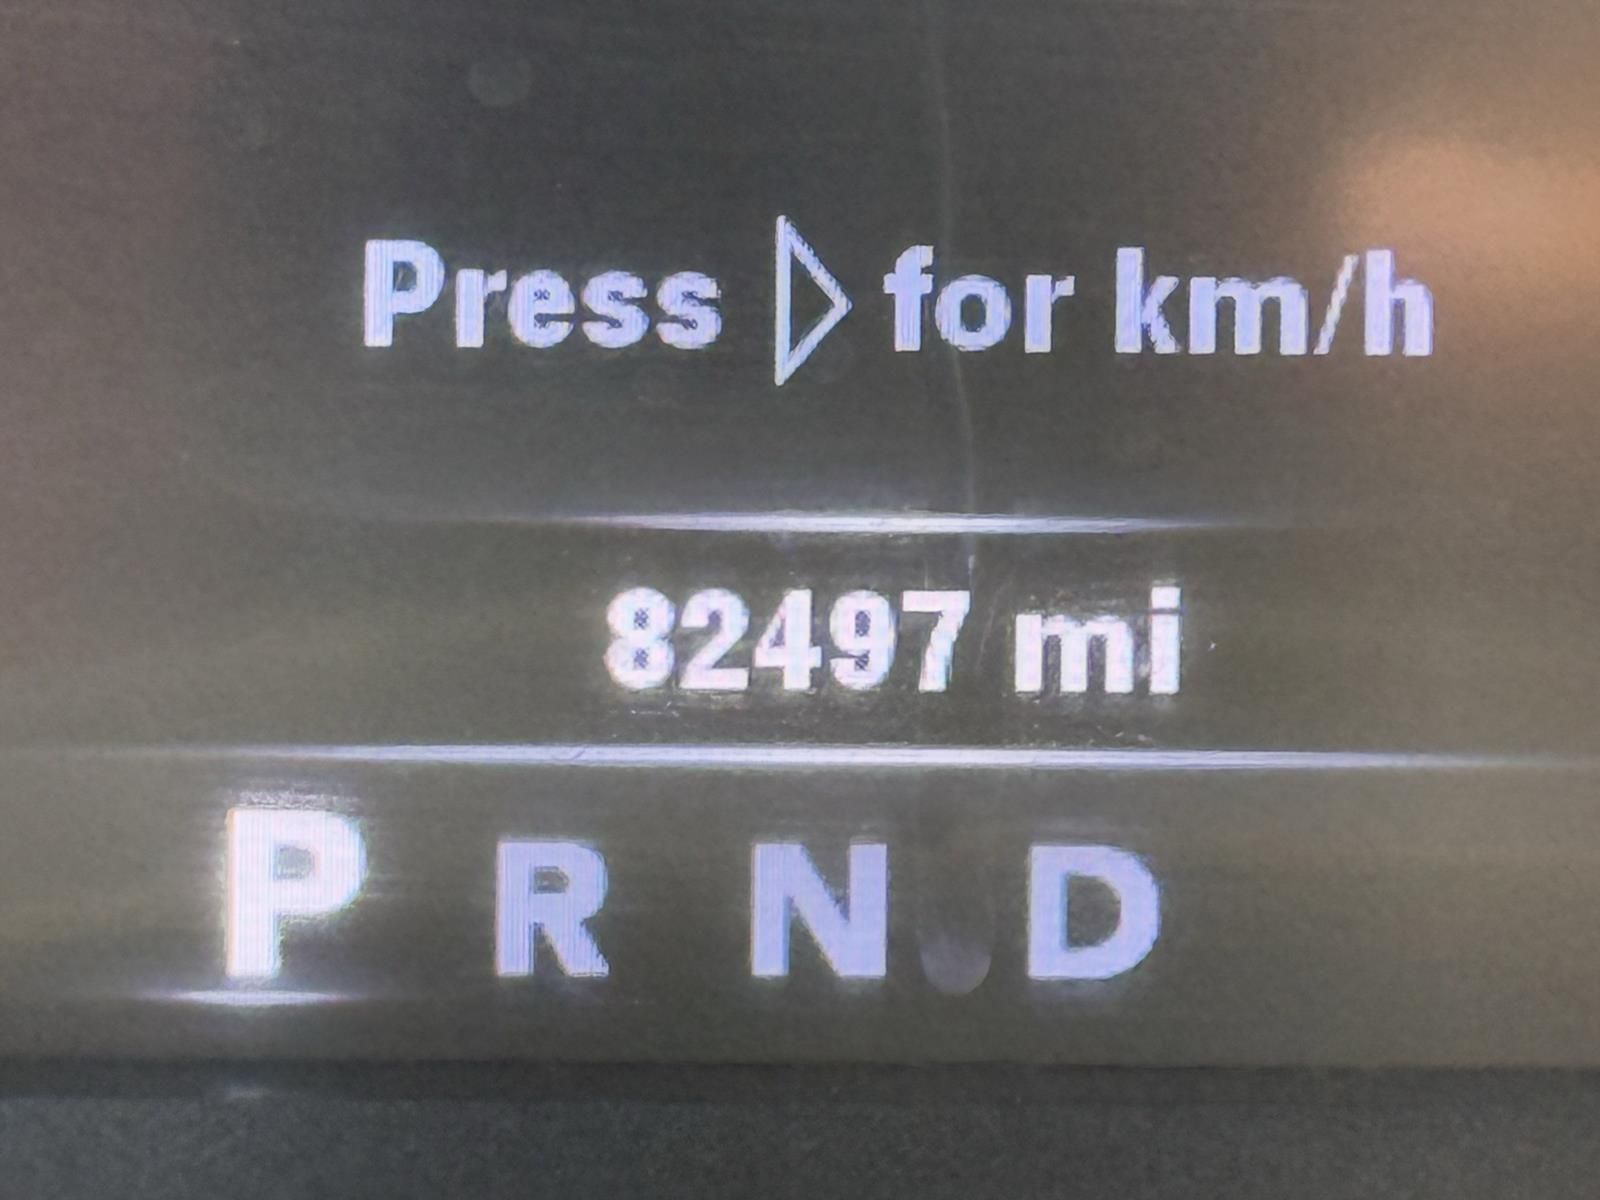 Press ▷ for km/h
82497 mi
P R N D